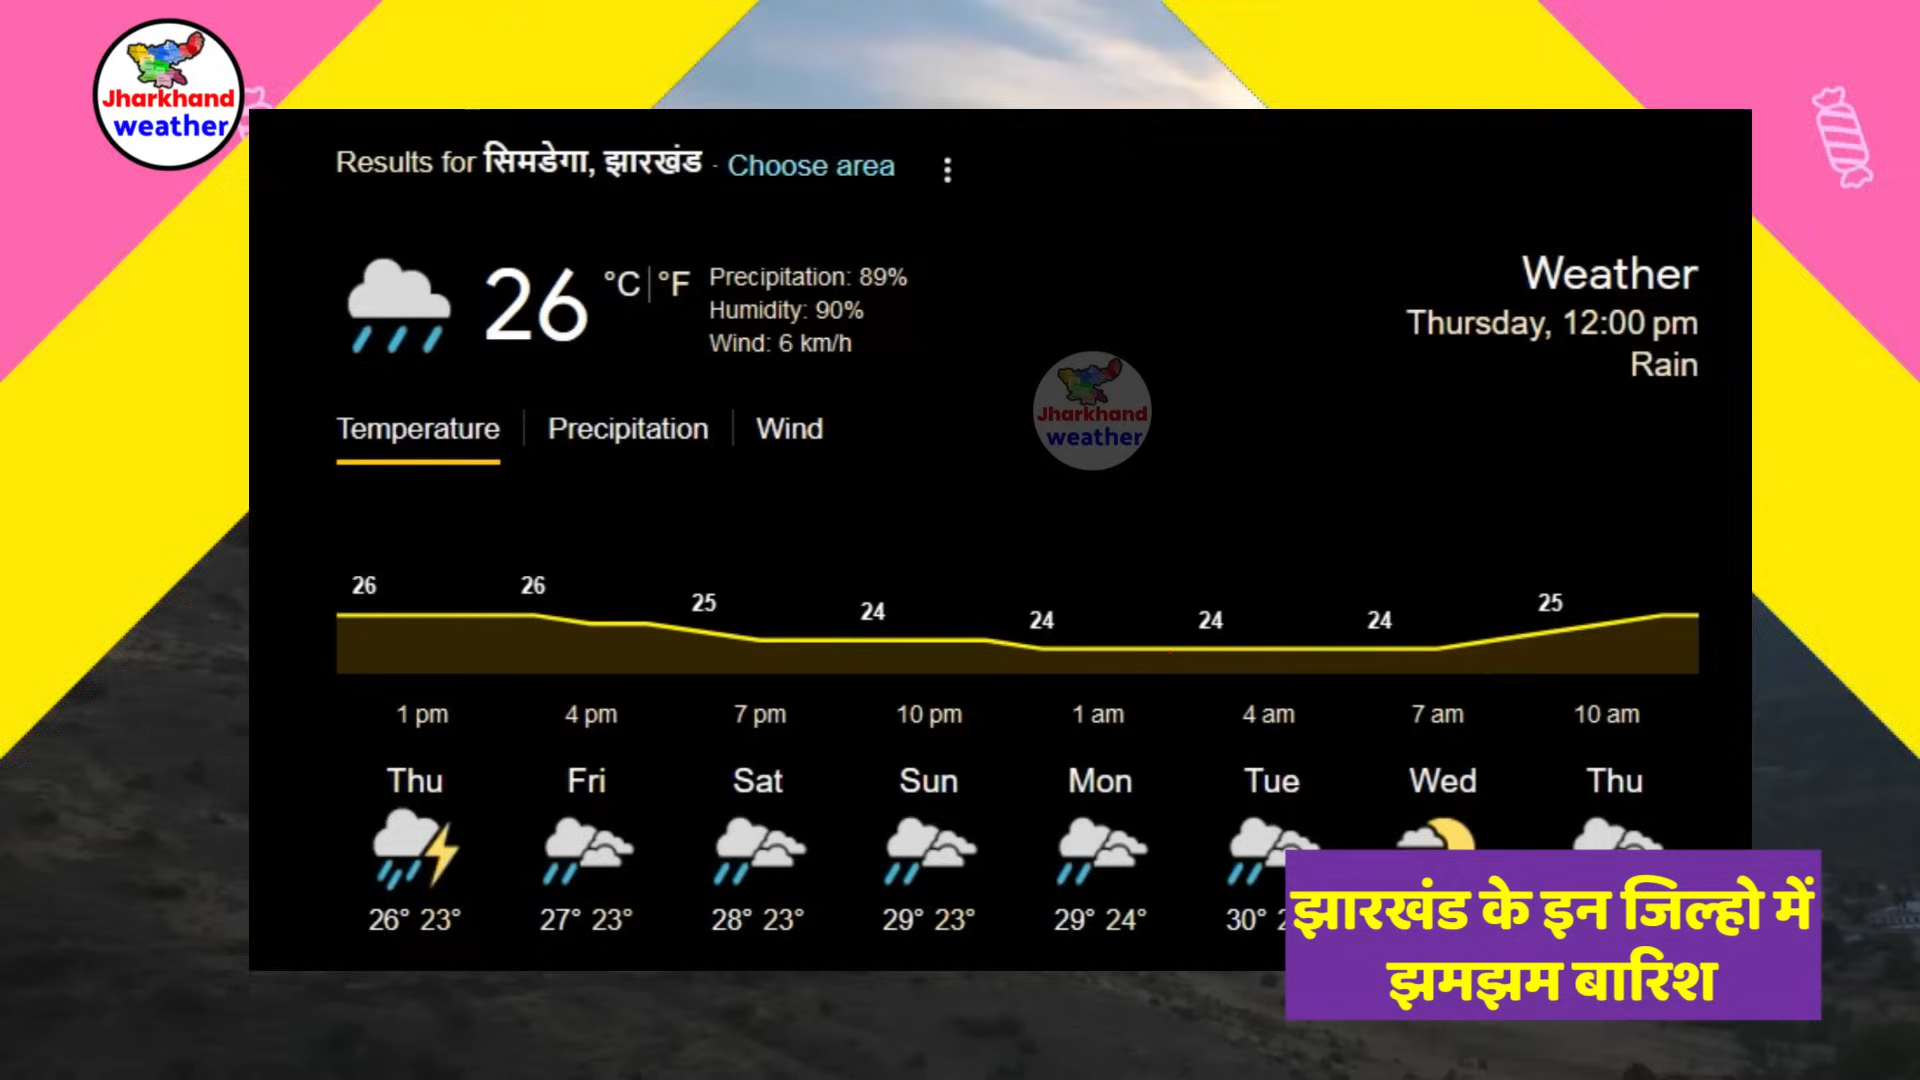 Jharkhand
weather
Results for सिमडेगा, झारखंड · Choose area
26 °C | °F
Precipitation: 89%
Humidity: 90%
Wind: 6 km/h
Weather
Thursday, 12:00 pm
Rain
Jharkhand
weather
Temperature | Precipitation | Wind
26 26 25 24 24 24 24 25
1 pm 4 pm 7 pm 10 pm 1 am 4 am 7 am 10 am
Thu Fri Sat Sun Mon Tue Wed Thu
26° 23° 27° 23° 28° 23° 29° 23° 29° 24° 30°
झारखंड के इन जिल्हो में
झमझम बारिश